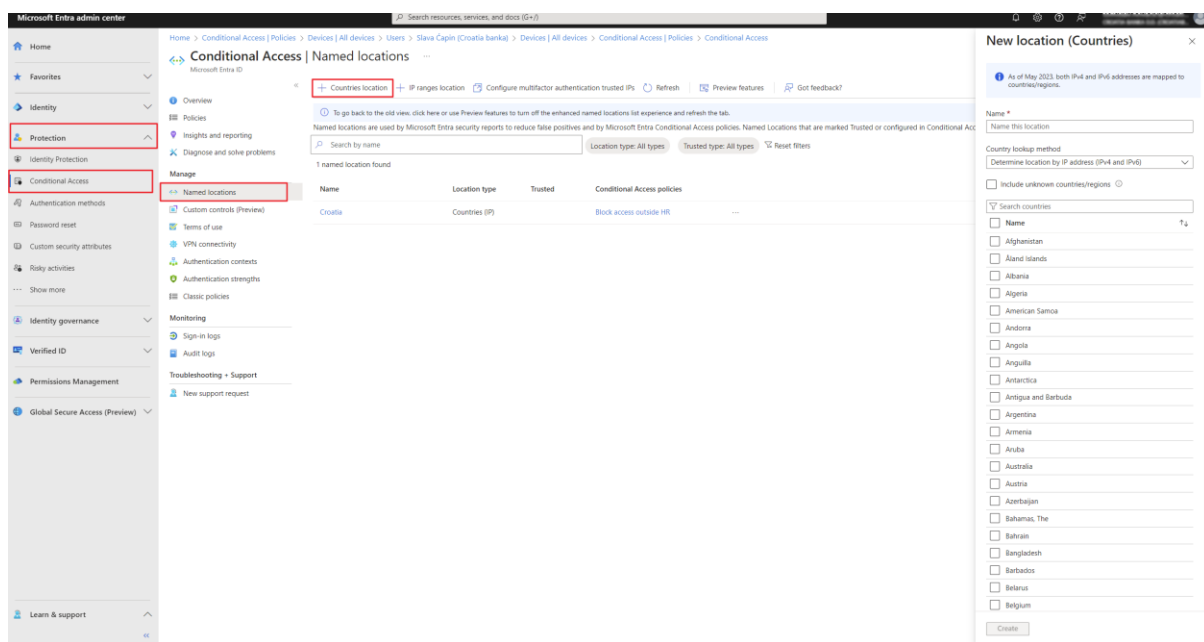 Microsoft Entra admin center
Search resources, services, and docs (G+/)
Home
Favorites
Identity
Protection
Identity Protection
Conditional Access
Authentication methods
Password reset
Custom security attributes
Risky activities
Show more
Identity governance
Verified ID
Permissions Management
Global Secure Access (Preview)
Learn & support
Home > Conditional Access | Policies > Devices | All devices > Users > Slava Čapin (Croatia banka) > Devices | All devices > Conditional Access | Policies > Conditional Access
Conditional Access | Named locations
Microsoft Entra ID
Overview
Policies
Insights and reporting
Diagnose and solve problems
Manage
Named locations
Custom controls (Preview)
Terms of use
VPN connectivity
Authentication contexts
Authentication strengths
Classic policies
Monitoring
Sign-in logs
Audit logs
Troubleshooting + Support
New support request
+ Countries location + IP ranges location Configure multifactor authentication trusted IPs Refresh Preview features Got feedback?
To go back to the old view, click here or use Preview features to turn off the enhanced named locations list experience and refresh the tab.
Named locations are used by Microsoft Entra security reports to reduce false positives and by Microsoft Entra Conditional Access policies. Named Locations that are marked Trusted or configured in Conditional Acc
Search by name Location type: All types Trusted type: All types Reset filters
1 named location found
Name Location type Trusted Conditional Access policies
Croatia Countries (IP) Block access outside HR ...
New location (Countries)
As of May 2023, both IPv4 and IPv6 addresses are mapped to
countries/regions.
Name *
Name this location
Country lookup method
Determine location by IP address (IPv4 and IPv6)
Include unknown countries/regions
Search countries
Name
Afghanistan
Åland Islands
Albania
Algeria
American Samoa
Andorra
Angola
Anguilla
Antarctica
Antigua and Barbuda
Argentina
Armenia
Aruba
Australia
Austria
Azerbaijan
Bahamas, The
Bahrain
Bangladesh
Barbados
Belarus
Belgium
Create